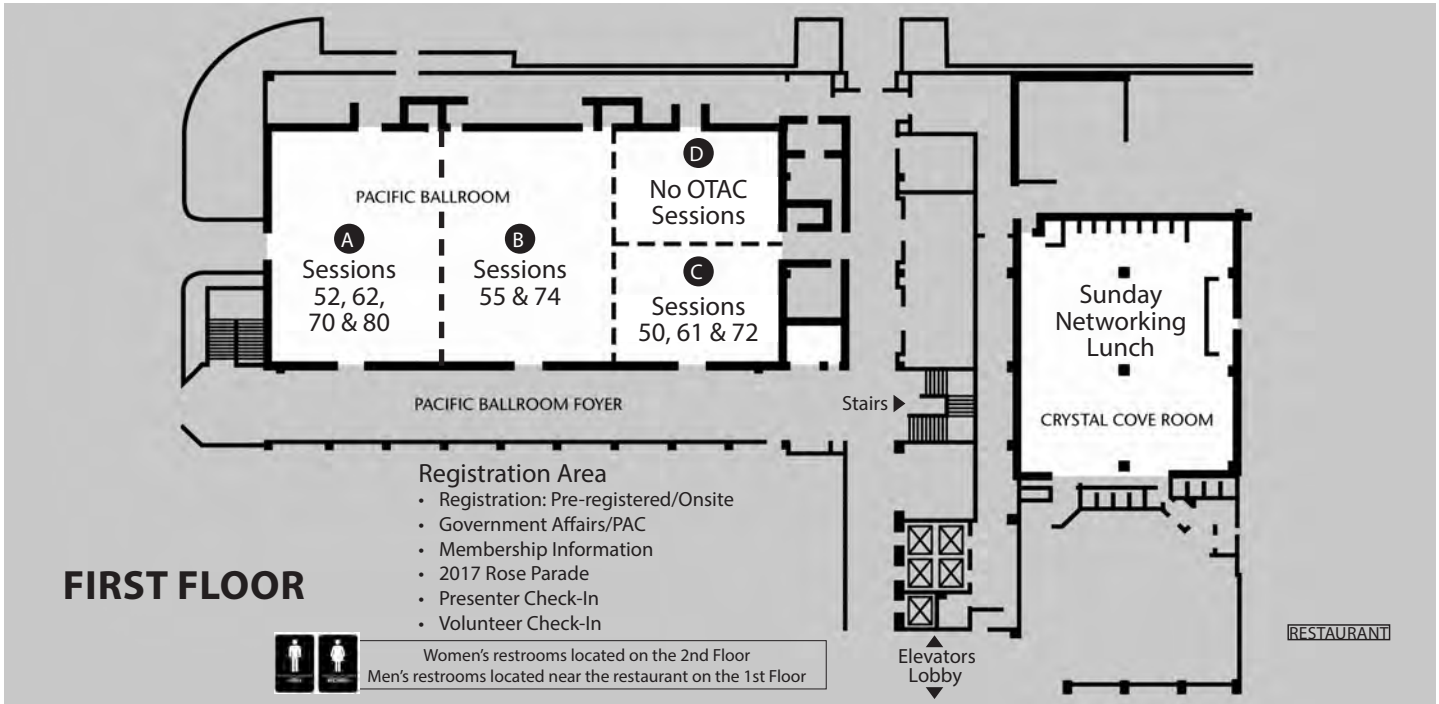 PACIFIC BALLROOM
A
Sessions
52, 62,
70 & 80
B
Sessions
55 & 74
D
No OTAC
Sessions
C
Sessions
50, 61 & 72
Sunday
Networking
Lunch
CRYSTAL COVE ROOM
PACIFIC BALLROOM FOYER
Stairs
Registration Area
• Registration: Pre-registered/Onsite
• Government Affairs/PAC
• Membership Information
• 2017 Rose Parade
• Presenter Check-In
• Volunteer Check-In
FIRST FLOOR
Women's restrooms located on the 2nd Floor
Men's restrooms located near the restaurant on the 1st Floor
Elevators
Lobby
RESTAURANT